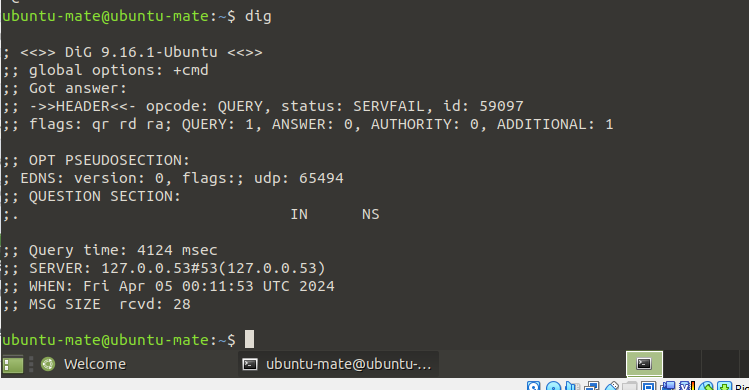 ubuntu-mate@ubuntu-mate:~$ dig
; <<>> DiG 9.16.1-Ubuntu <<>>
;; global options: +cmd
;; Got answer:
;; ->>HEADER<<- opcode: QUERY, status: SERVFAIL, id: 59097
;; flags: qr rd ra; QUERY: 1, ANSWER: 0, AUTHORITY: 0, ADDITIONAL: 1
;; OPT PSEUDOSECTION:
; EDNS: version: 0, flags:; udp: 65494
;; QUESTION SECTION:
;. IN NS
;; Query time: 4124 msec
;; SERVER: 127.0.0.53#53(127.0.0.53)
;; WHEN: Fri Apr 05 00:11:53 UTC 2024
;; MSG SIZE rcvd: 28
ubuntu-mate@ubuntu-mate:~$
Welcome ubuntu-mate@ubuntu-...